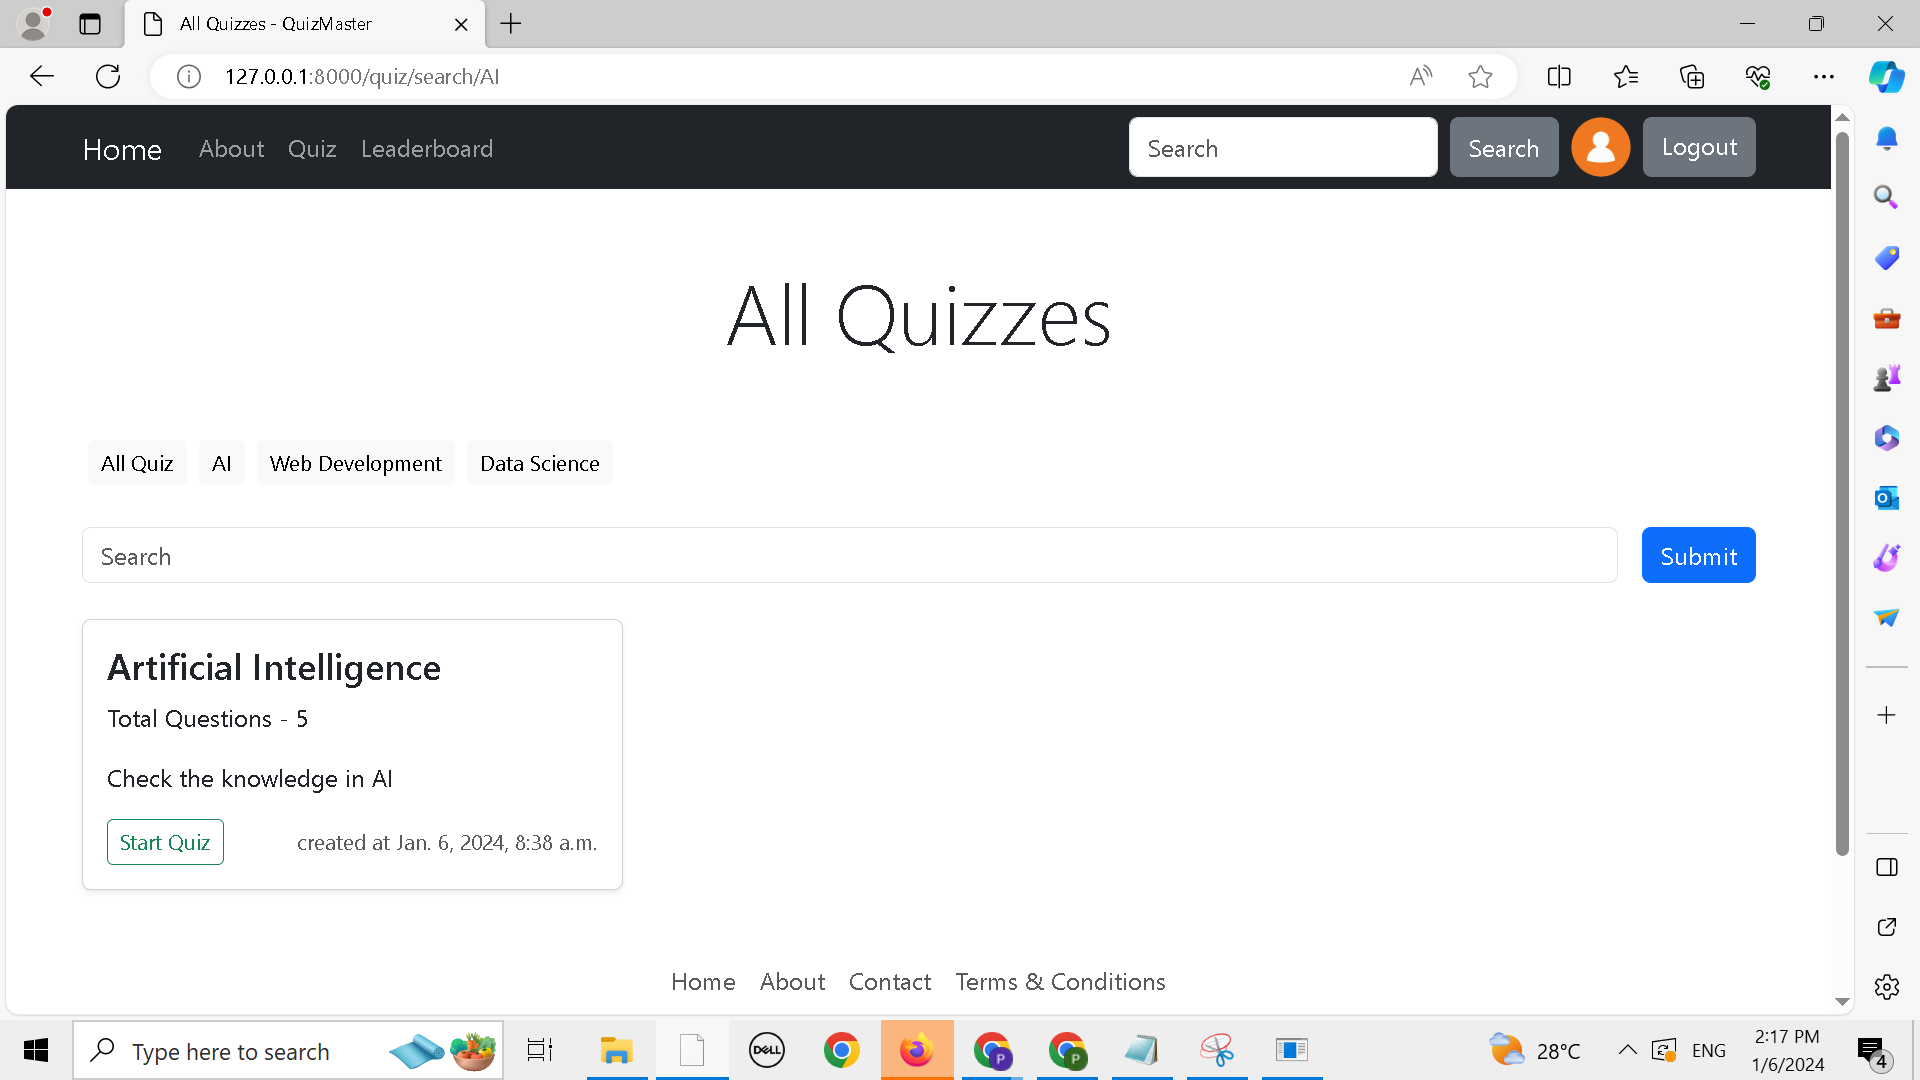 All Quizzes - QuizMaster
127.0.0.1:8000/quiz/search/AI
Home About Quiz Leaderboard Search Search Logout
All Quizzes
All Quiz AI Web Development Data Science
Search Submit
Artificial Intelligence
Total Questions - 5
Check the knowledge in AI
Start Quiz created at Jan. 6, 2024, 8:38 a.m.
Home About Contact Terms & Conditions
Type here to search DELL P P 28°C ENG 2:17 PM
1/6/2024 4